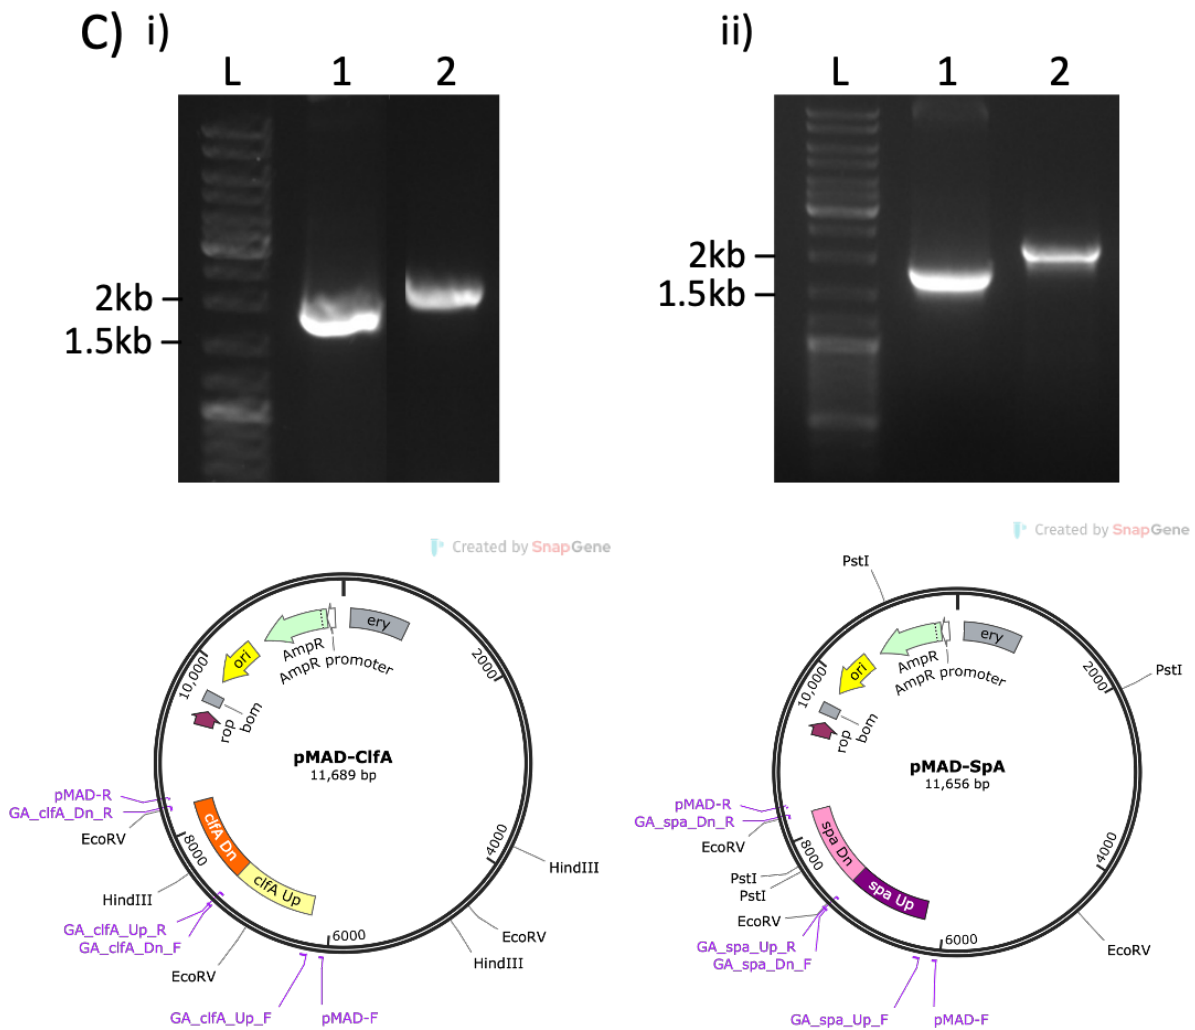 C) i)
ii)
L 1 2
L 1 2
2kb
1.5kb
2kb
1.5kb
Created by SnapGene
Created by SnapGene
ery
AmpR
AmpR promoter
ori
bom
rop
10,000
2000
4000
6000
8000
pMAD-ClfA
11,689 bp
pMAD-R
GA_clfA_Dn_R
EcoRV
HindIII
GA_clfA_Up_R
GA_clfA_Dn_F
EcoRV
GA_clfA_Up_F
pMAD-F
HindIII
EcoRV
HindIII
clfA Dn
clfA Up
PstI
PstI
ery
AmpR
AmpR promoter
ori
bom
rop
10,000
2000
4000
6000
8000
pMAD-SpA
11,656 bp
pMAD-R
GA_spa_Dn_R
EcoRV
PstI
PstI
EcoRV
GA_spa_Up_R
GA_spa_Dn_F
GA_spa_Up_F
pMAD-F
EcoRV
spa Dn
spa Up